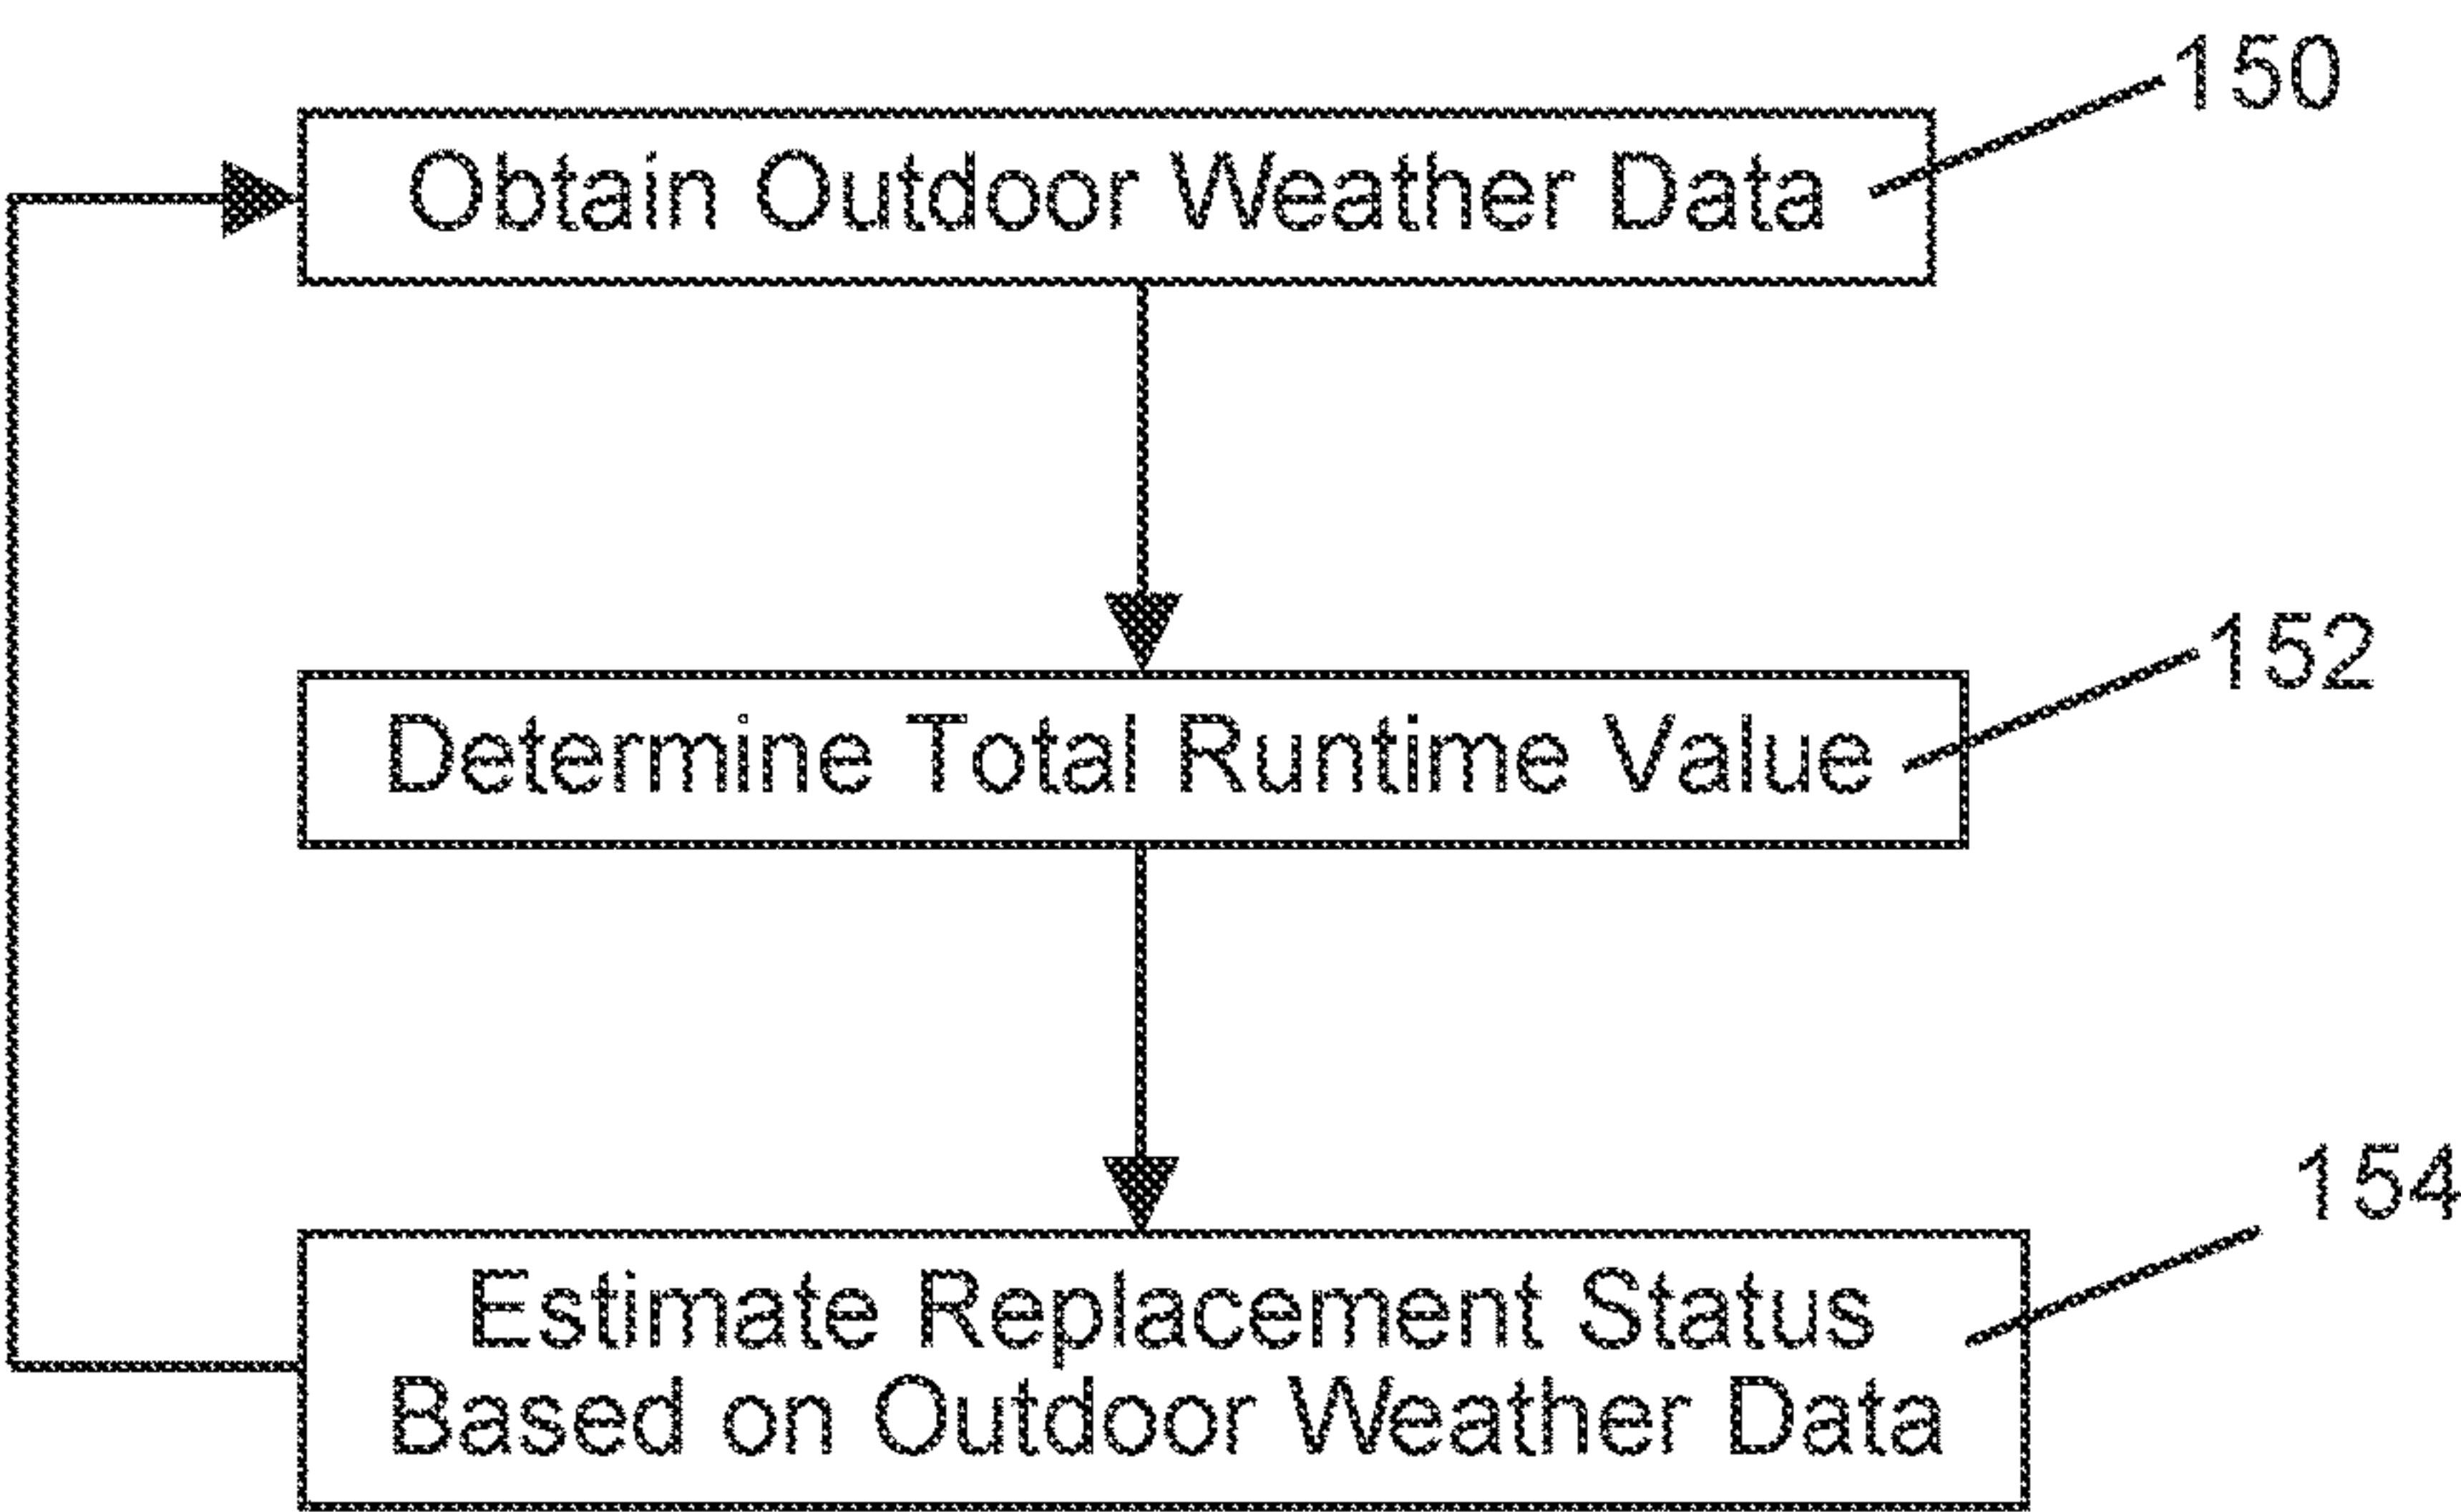 150
Obtain Outdoor Weather Data
152
Determine Total Runtime Value
154
Estimate Replacement Status
Based on Outdoor Weather Data